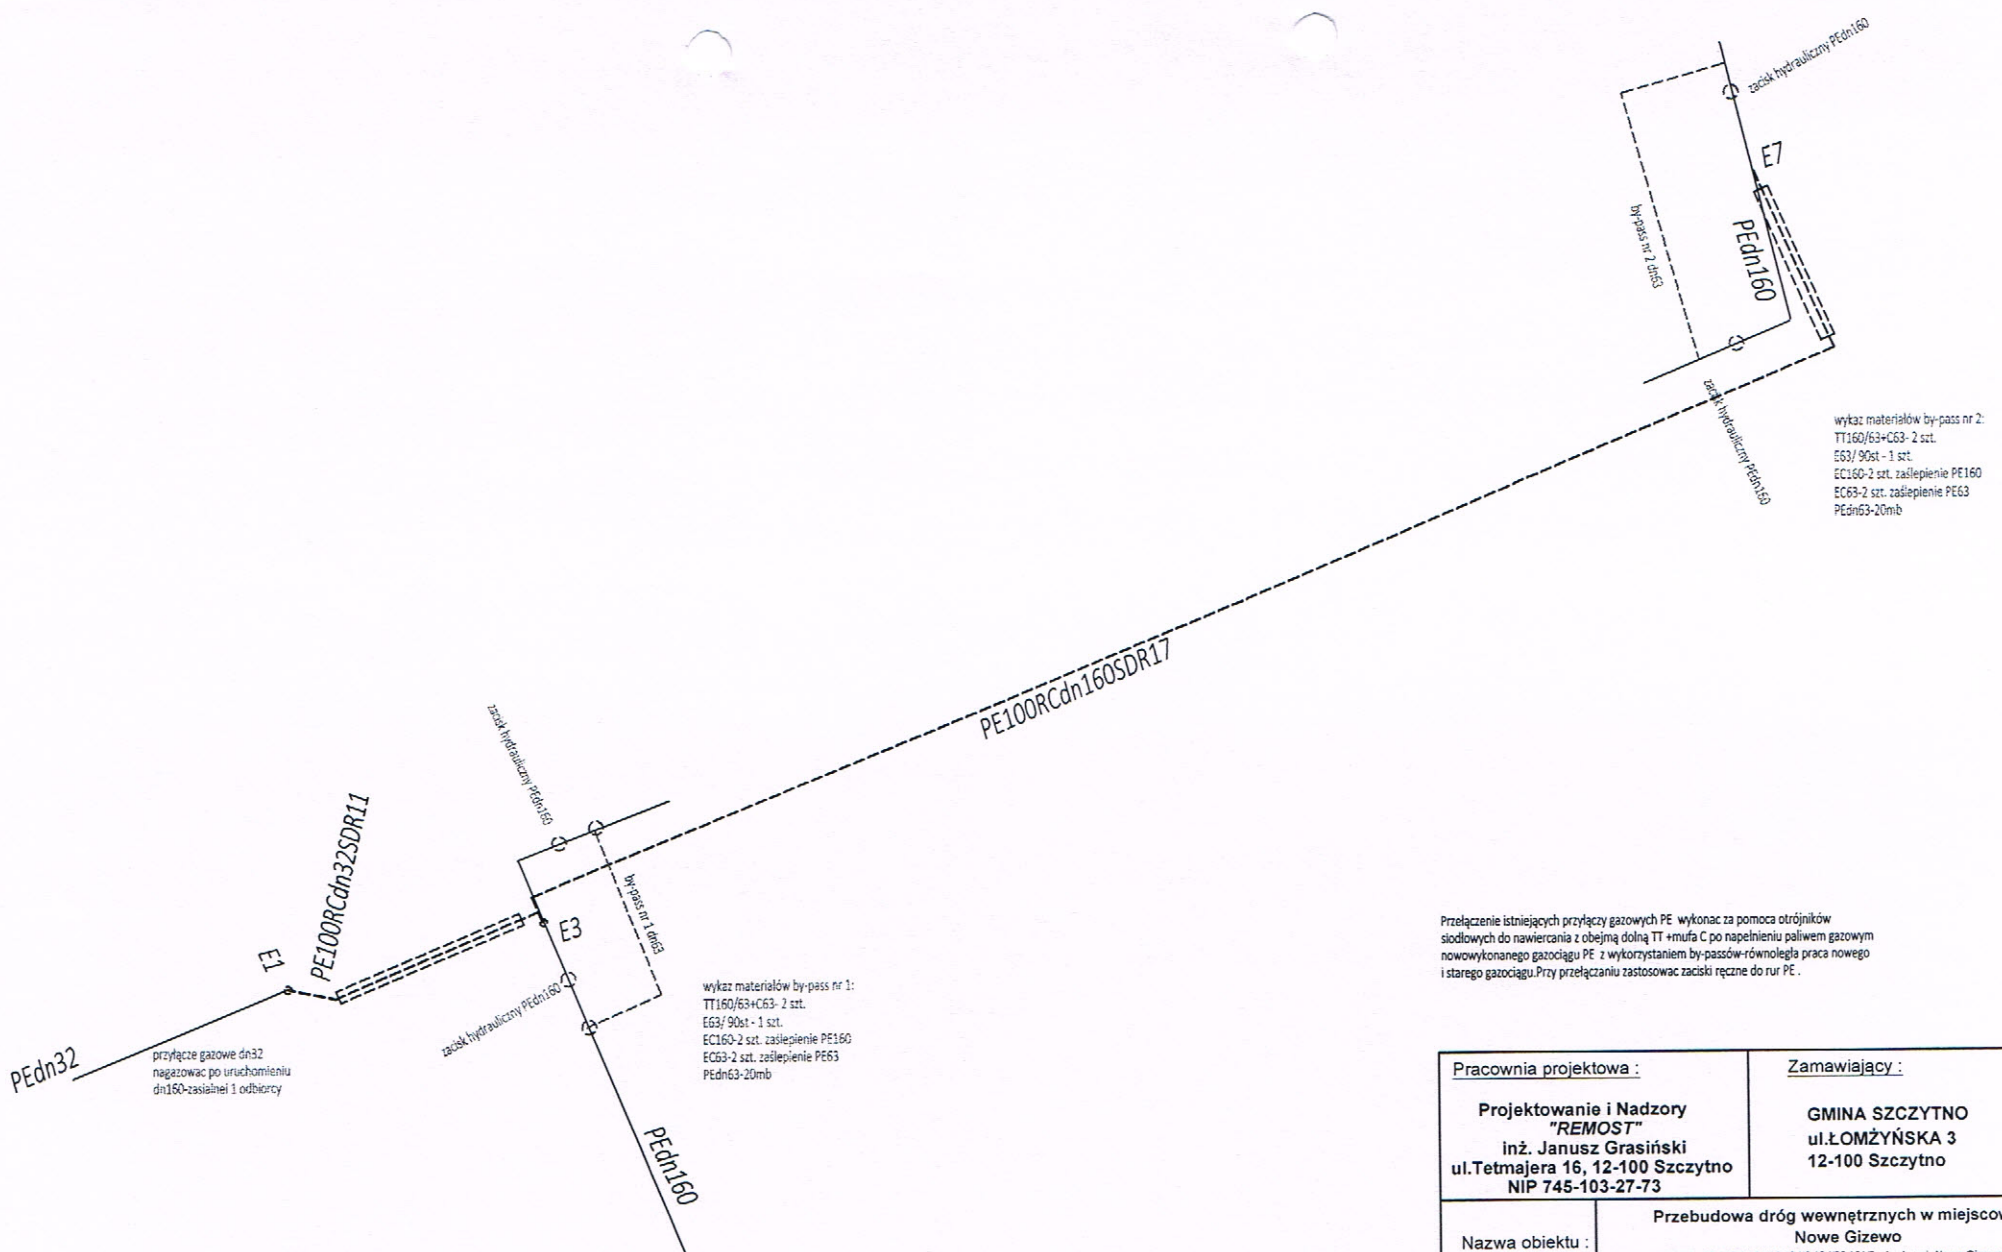 zacisk hydrauliczny PEdn160
E7
by-pass nr 2 dn63
PEdn160
zacisk hydrauliczny PEdn160
wykaz materiałów by-pass nr 2:
TT160/63+C63- 2 szt.
E63/ 90st - 1 szt.
EC160-2 szt. zaślepienie PE160
EC63-2 szt. zaślepienie PE63
PEdn63-20mb
PE100RCdn160SDR17
zacisk hydrauliczny PEdn160
PE100RCdn32SDR11
by-pass nr 1 dn63
E3
E1
zacisk hydrauliczny PEdn160
PEdn32
przyłącze gazowe dn32
nagazowac po uruchomieniu
dn160-zasialnei 1 odbiorcy
wykaz materiałów by-pass nr 1:
TT160/63+C63- 2 szt.
E63/ 90st - 1 szt.
EC160-2 szt. zaślepienie PE160
EC63-2 szt. zaślepienie PE63
PEdn63-20mb
PEdn160
Przełączenie istniejących przyłączy gazowych PE wykonac za pomoca otrójników
siodłowych do nawiercania z obejmą dolną TT +mufa C po napełnieniu paliwem gazowym
nowowykonanego gazociągu PE z wykorzystaniem by-passów-równoległa praca nowego
i starego gazociągu.Przy przełączaniu zastosowac zaciski ręczne do rur PE .
Pracownia projektowa :
Projektowanie i Nadzory
"REMOST"
inż. Janusz Grasiński
ul.Tetmajera 16, 12-100 Szczytno
NIP 745-103-27-73
Zamawiający :
GMINA SZCZYTNO
ul.ŁOMŻYŃSKA 3
12-100 Szczytno
Nazwa obiektu :
Przebudowa dróg wewnętrznych w miejscow
Nowe Gizewo